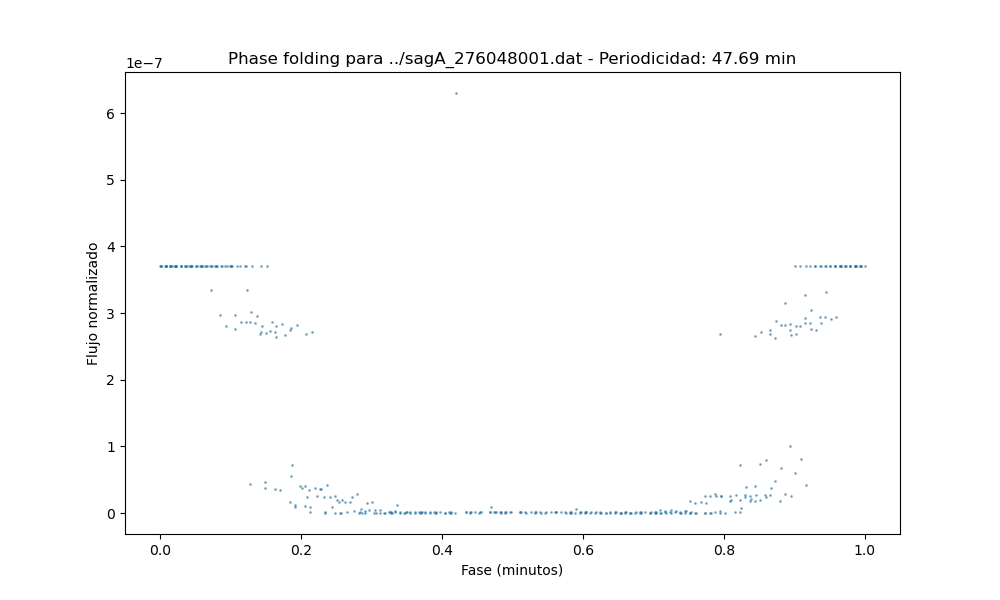 Phase folding para ../sagA_276048001.dat - Periodicidad: 47.69 min
1e−7
6
5
4
3
2
1
0
Flujo normalizado
0.0 0.2 0.4 0.6 0.8 1.0
Fase (minutos)